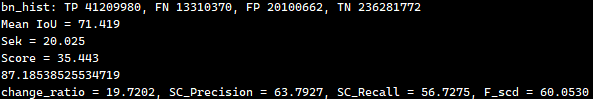 bn_hist: TP 41209980, FN 13310370, FP 20100662, TN 236281772
Mean IoU = 71.419
Sek = 20.025
Score = 35.443
87.18538525534719
change_ratio = 19.7202, SC_Precision = 63.7927, SC_Recall = 56.7275, F_scd = 60.0530